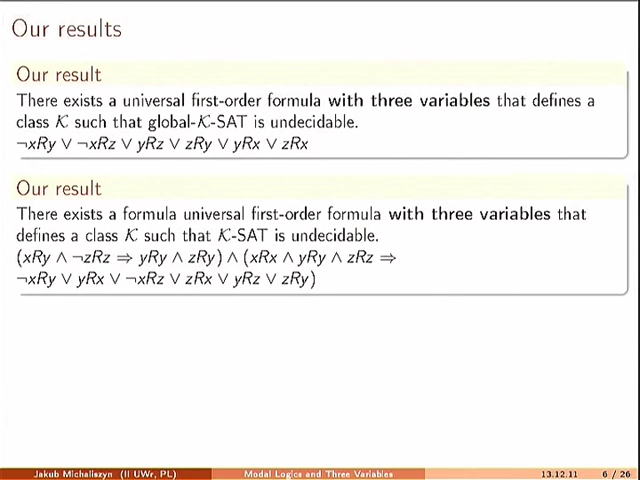 Our results
Our result
There exists a universal first-order formula with three variables that defines a
class K such that global-K-SAT is undecidable.
¬xRy ∨ ¬xRz ∨ yRz ∨ zRy ∨ yRx ∨ zRx
Our result
There exists a formula universal first-order formula with three variables that
defines a class K such that K-SAT is undecidable.
(xRy ∧ ¬zRz ⇒ yRy ∧ zRy) ∧ (xRx ∧ yRy ∧ zRz ⇒
¬xRy ∨ yRx ∨ ¬xRz ∨ zRx ∨ yRz ∨ zRy)
Jakub Michaliszyn (II UWr, PL) Modal Logics and Three Variables 13.12.11 6 / 26